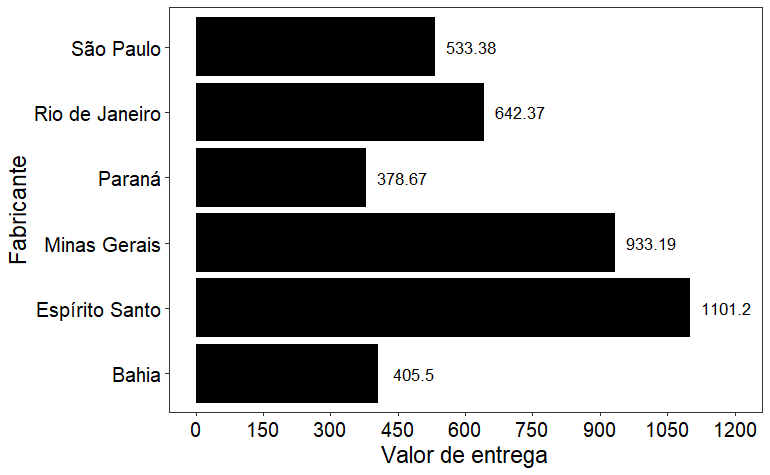 São Paulo 533.38
Rio de Janeiro 642.37
Paraná 378.67
Minas Gerais 933.19
Espírito Santo 1101.2
Bahia 405.5
Fabricante
0 150 300 450 600 750 900 1050 1200
Valor de entrega